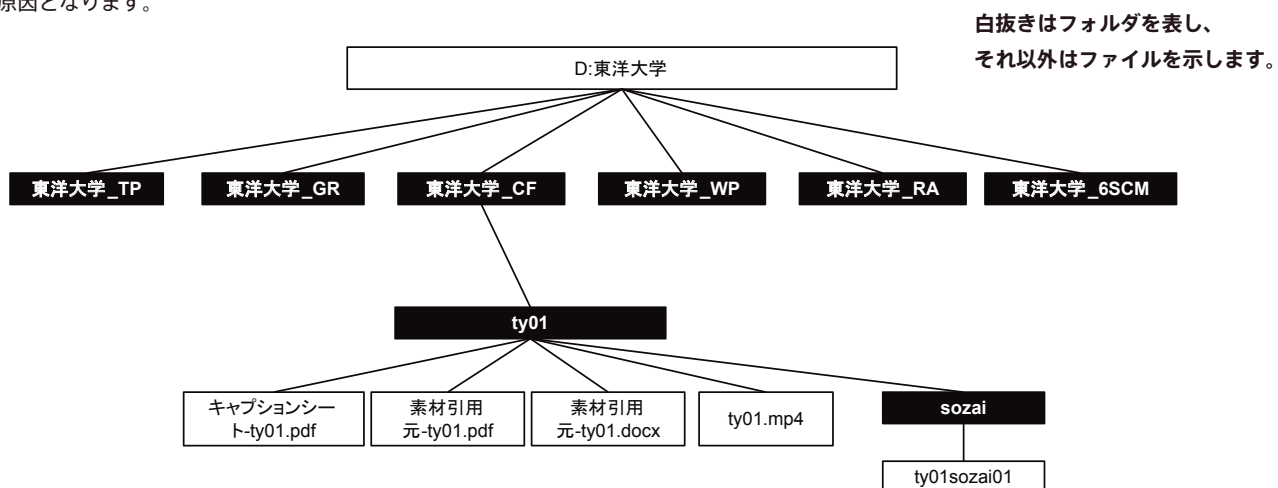 原因となります。
白抜きはフォルダを表し、
それ以外はファイルを示します。
D:東洋大学
東洋大学_TP
東洋大学_GR
東洋大学_CF
東洋大学_WP
東洋大学_RA
東洋大学_6SCM
ty01
キャプションシー
ト-ty01.pdf
素材引用
元-ty01.pdf
素材引用
元-ty01.docx
ty01.mp4
sozai
ty01sozai01